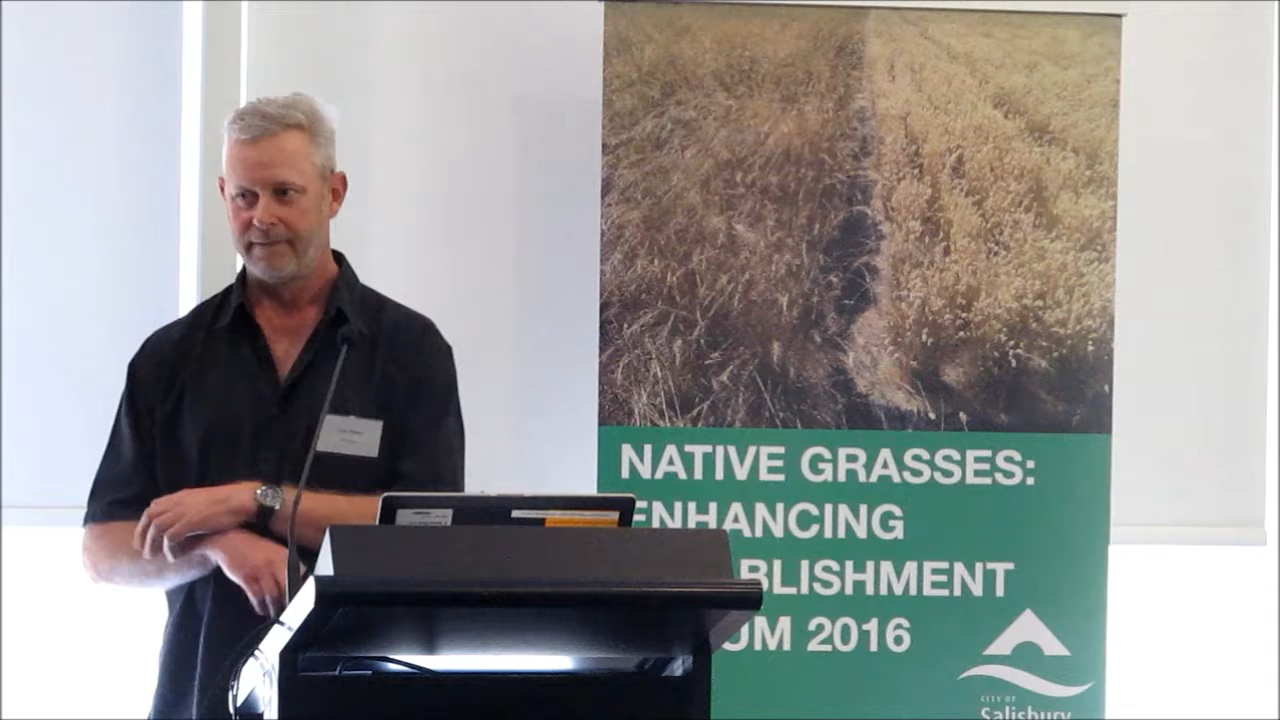 NATIVE GRASSES:
ENHANCING
BLISHMENT
UM 2016
CITY OF
Salisbury